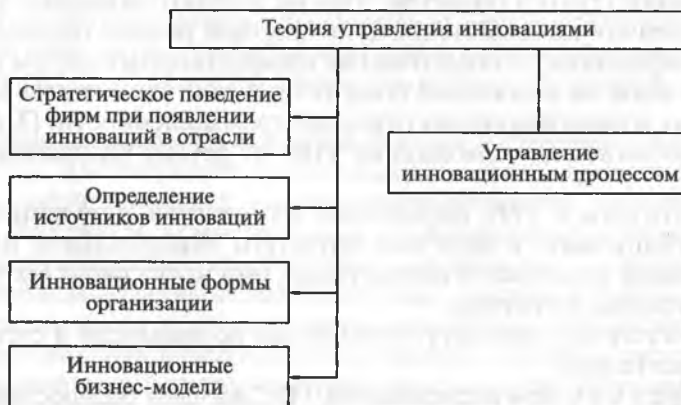 Теория управления инновациями
Стратегическое поведение
фирм при появлении
инноваций в отрасли
Управление
инновационным процессом
Определение
источников инноваций
Инновационные формы
организации
Инновационные
бизнес-модели